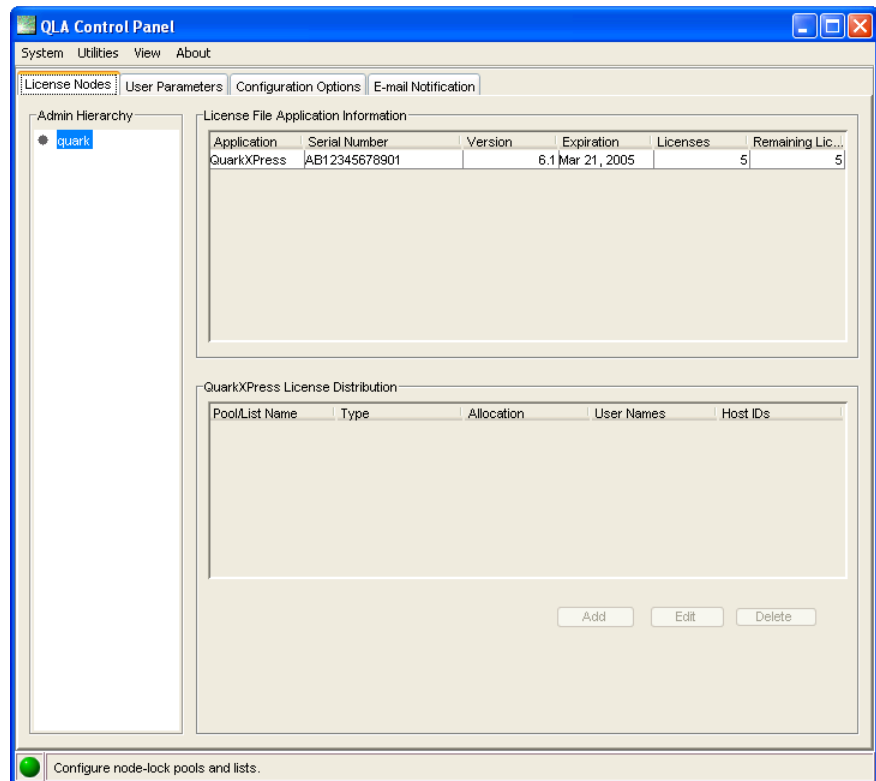 QLA Control Panel
System Utilities View About
License Nodes User Parameters Configuration Options E-mail Notification
Admin Hierarchy
quark
License File Application Information
Application Serial Number Version Expiration Licenses Remaining Lic...
QuarkXPress AB12345678901 6.1 Mar 21, 2005 5 5
QuarkXPress License Distribution
Pool/List Name Type Allocation User Names Host IDs
Add Edit Delete
Configure node-lock pools and lists.